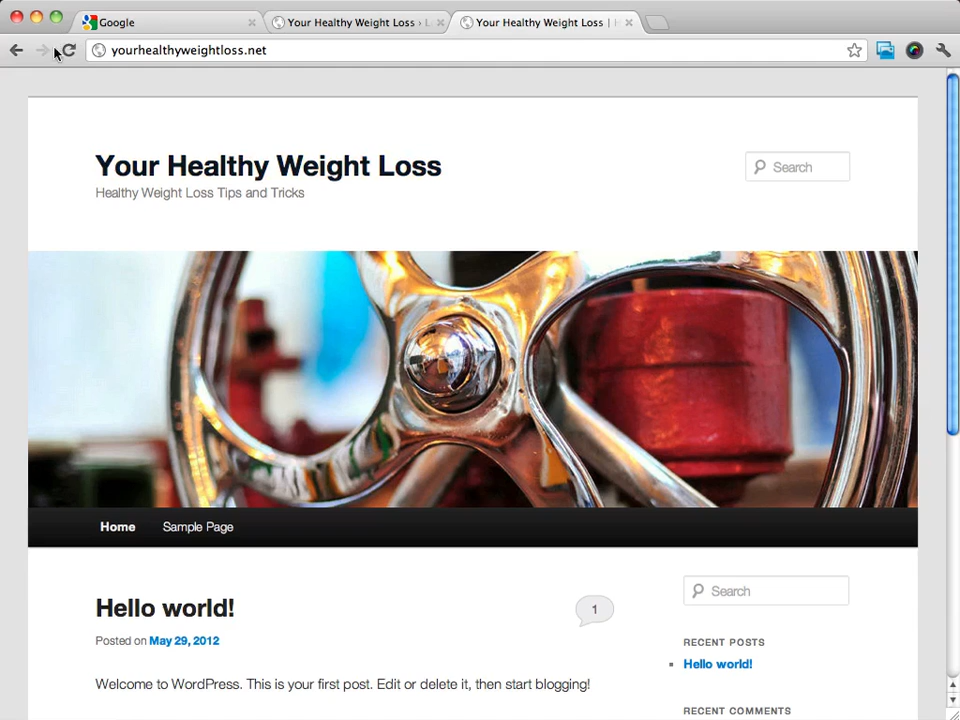 Google
Your Healthy Weight Loss ›
Your Healthy Weight Loss |
yourhealthyweightloss.net
Your Healthy Weight Loss
Search
Healthy Weight Loss Tips and Tricks
Home
Sample Page
Search
Hello world!
1
Posted on May 29, 2012
RECENT POSTS
Hello world!
Welcome to WordPress. This is your first post. Edit or delete it, then start blogging!
RECENT COMMENTS